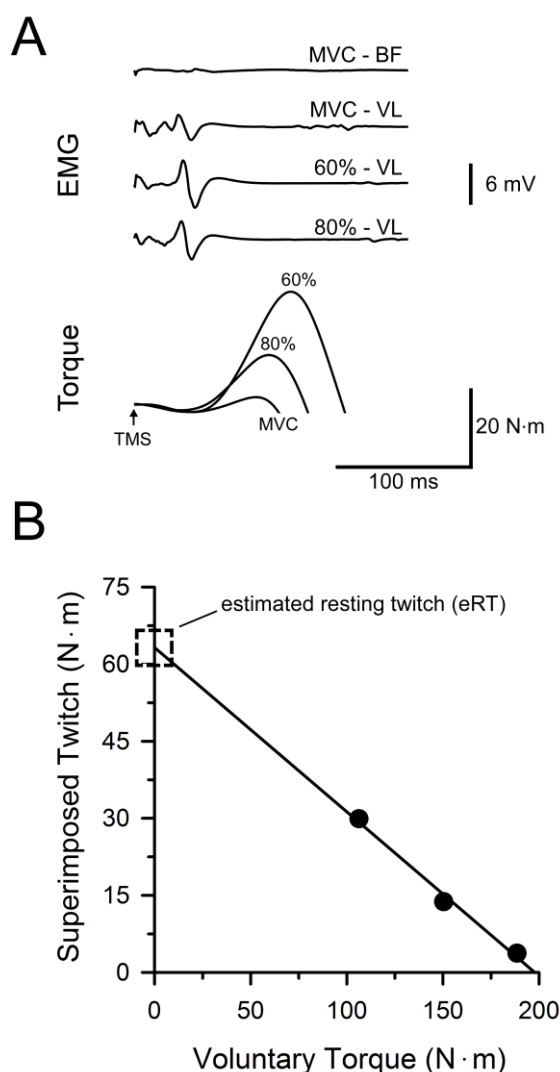 A
MVC - BF
MVC - VL
60% - VL
80% - VL
EMG
6 mV
60%
80%
MVC
Torque
TMS
20 N·m
100 ms
B
75
60
45
30
15
0
Superimposed Twitch (N·m)
estimated resting twitch (eRT)
0 50 100 150 200
Voluntary Torque (N·m)